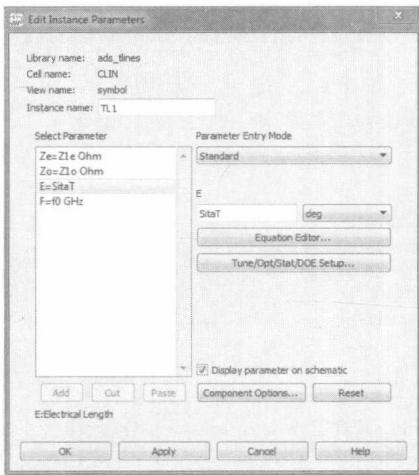 Edit Instance Parameters
Library name: ads_tlines
Cell name: CLIN
View name: symbol
Instance name: TL1
Select Parameter
Ze=Z1e Ohm
Zo=Z1o Ohm
E=SitaT
F=f0 GHz
Add Cut Paste
E:Electrical Length
Parameter Entry Mode
Standard
E
SitaT deg
Equation Editor...
Tune/Opt/Stat/DOE Setup...
Display parameter on schematic
Component Options... Reset
OK Apply Cancel Help